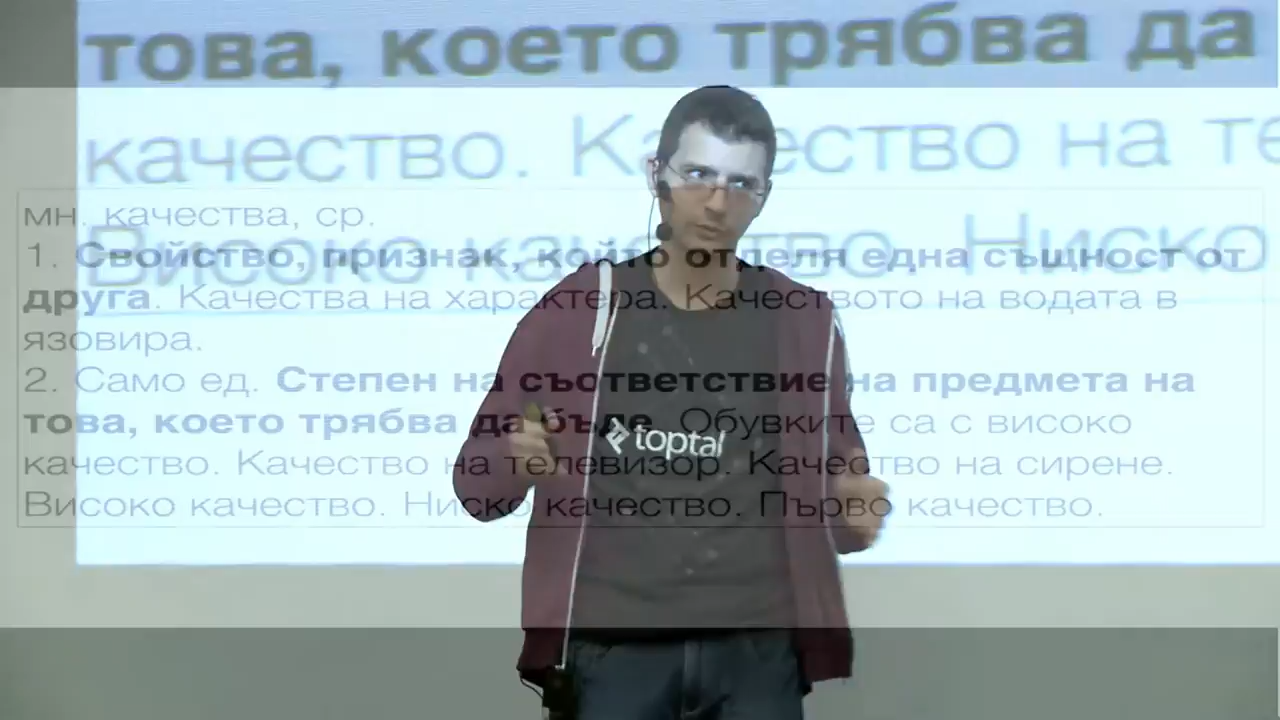 това, което трябва да
качество. Качество на те
Високо качество. Ниско
мн. качества, ср.
1. Свойство, признак, който отделя една същност от
друга. Качества на характера. Качеството на водата в
язовира.
2. Само ед. Степен на съответствие на предмета на
това, което трябва да бъде. Обувките са с високо
качество. Качество на телевизор. Качество на сирене.
Високо качество. Ниско качество. Първо качество.
toptal